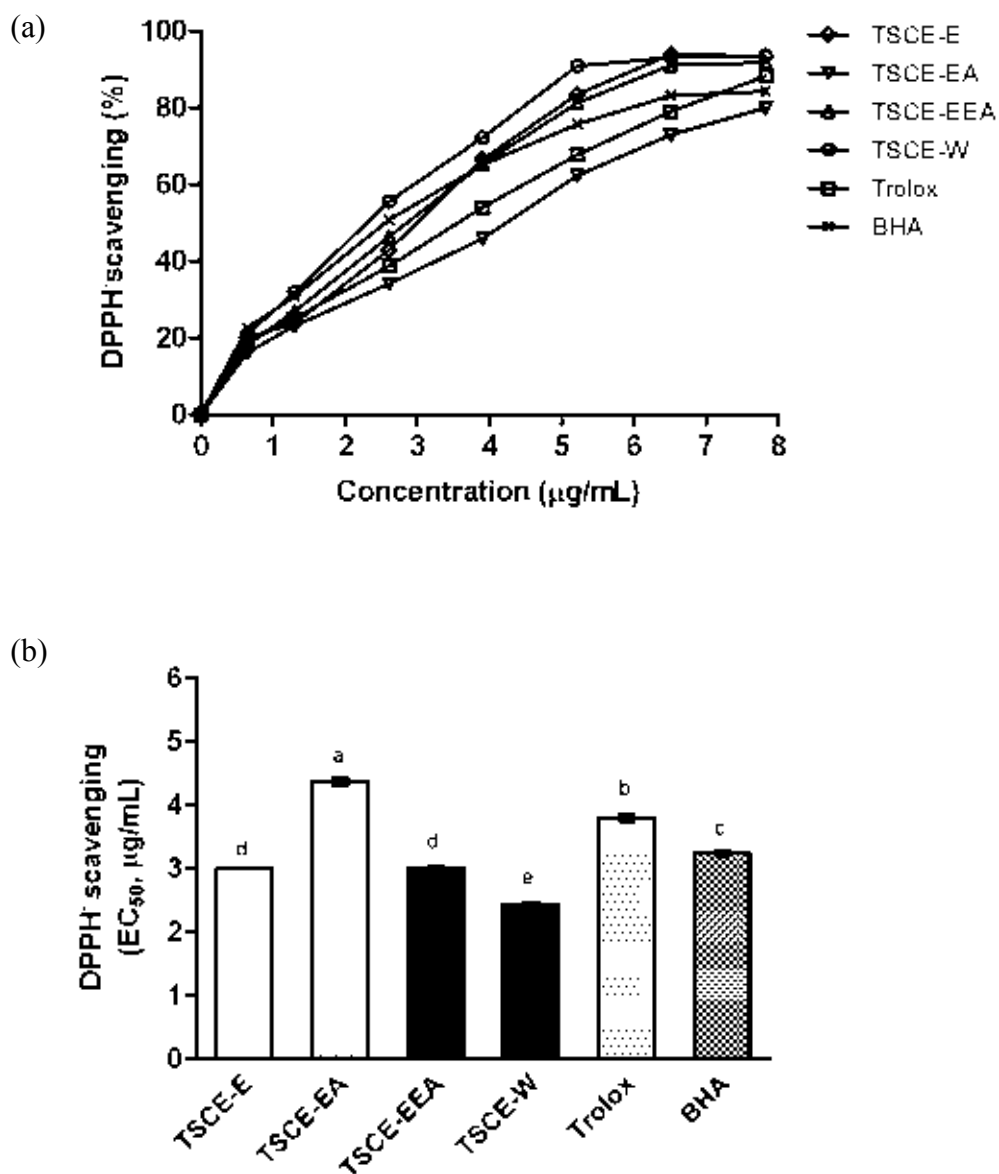 (a)
100
80
60
40
20
0
DPPH· scavenging (%)
0 1 2 3 4 5 6 7 8
Concentration (μg/mL)
TSCE-E
TSCE-EA
TSCE-EEA
TSCE-W
Trolox
BHA
(b)
6
5
4
3
2
1
0
DPPH· scavenging
(EC50, μg/mL)
d a d e b c
TSCE-E TSCE-EA TSCE-EEA TSCE-W Trolox BHA